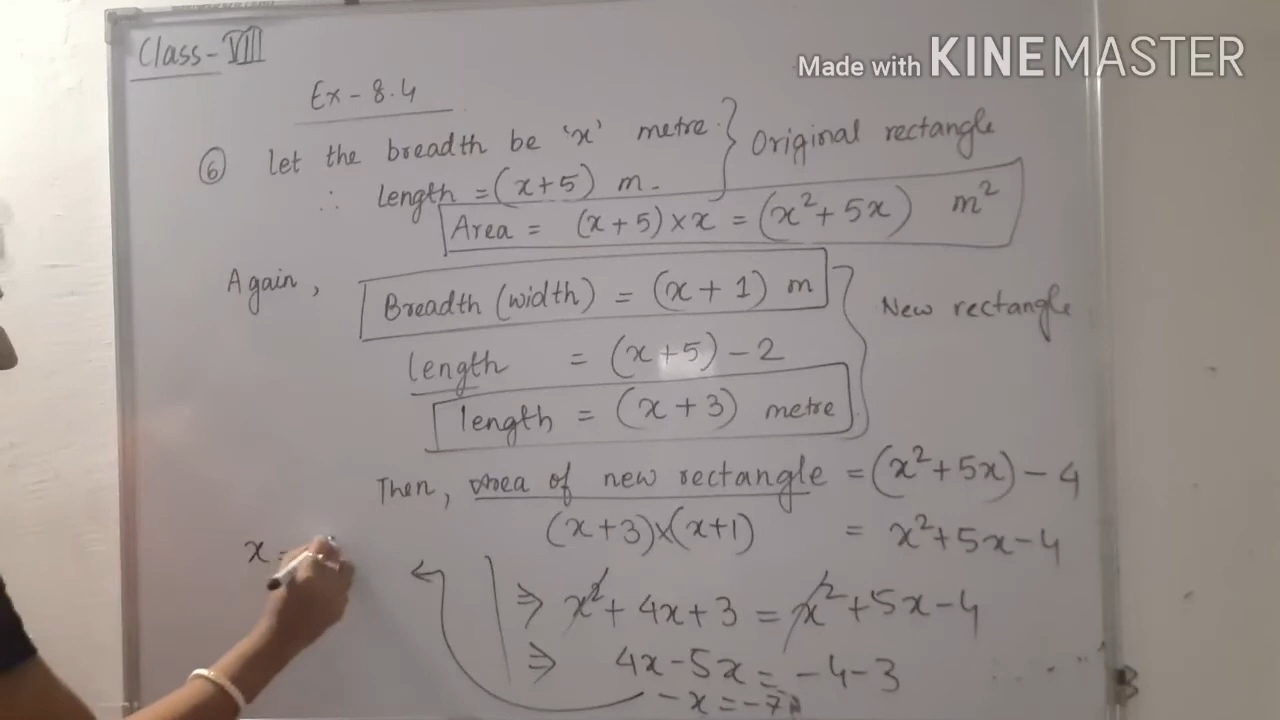 Class-VIII
Made with KINEMASTER
Ex-8.4
⑥ Let the breadth be 'x' metre. } Original rectangle
∴ length = (x+5) m.
Area = (x+5)×x = (x²+5x) m²
Again,
Breadth (width) = (x+1) m } New rectangle
length = (x+5)-2
length = (x+3) metre
Then, area of new rectangle = (x²+5x)-4
(x+3)×(x+1) = x²+5x-4
x =
⇒ x²+4x+3 = x²+5x-4
⇒ 4x-5x = -4-3
-x = -7